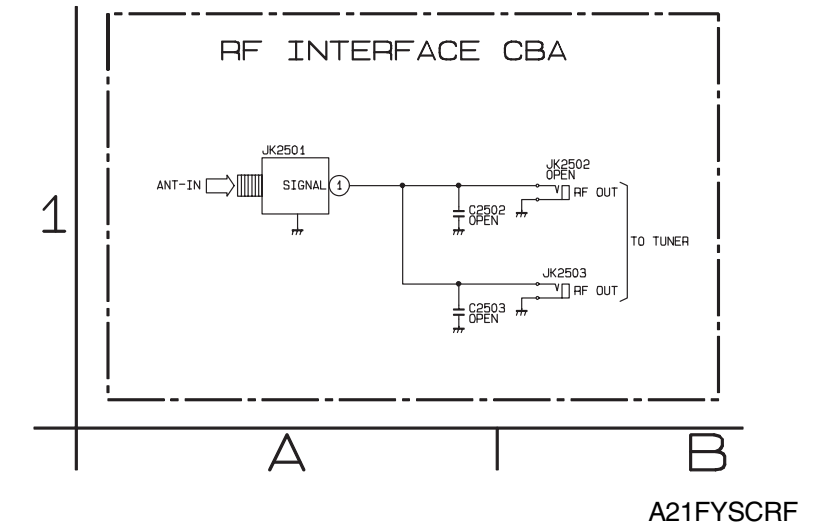 RF INTERFACE CBA
JK2501
ANT-IN
SIGNAL
1
JK2502
OPEN
RF OUT
C2502
OPEN
1
TO TUNER
JK2503
RF OUT
C2503
OPEN
A
B
A21FYSCRF